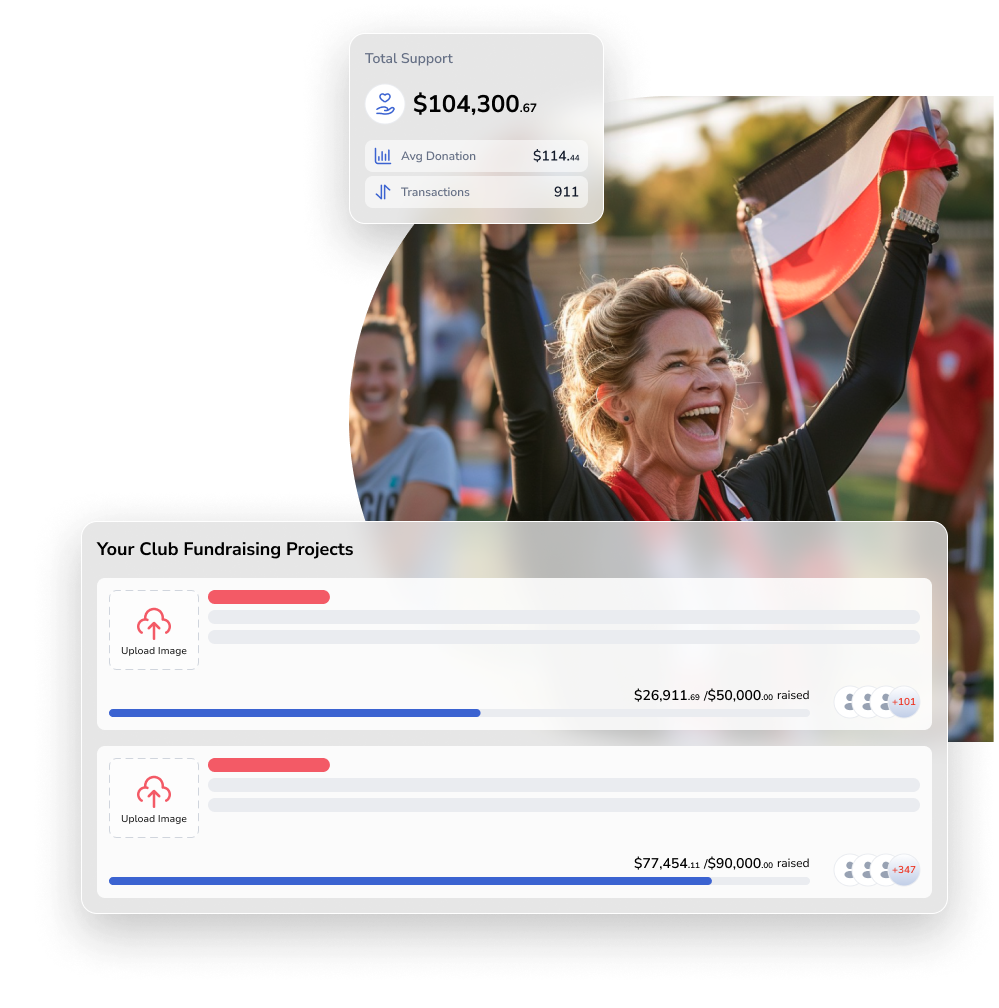 Total Support
$104,300.67
Avg Donation $114.44
Transactions 911
Your Club Fundraising Projects
Upload Image
$26,911.69 /$50,000.00 raised
+101
Upload Image
$77,454.11 /$90,000.00 raised
+347